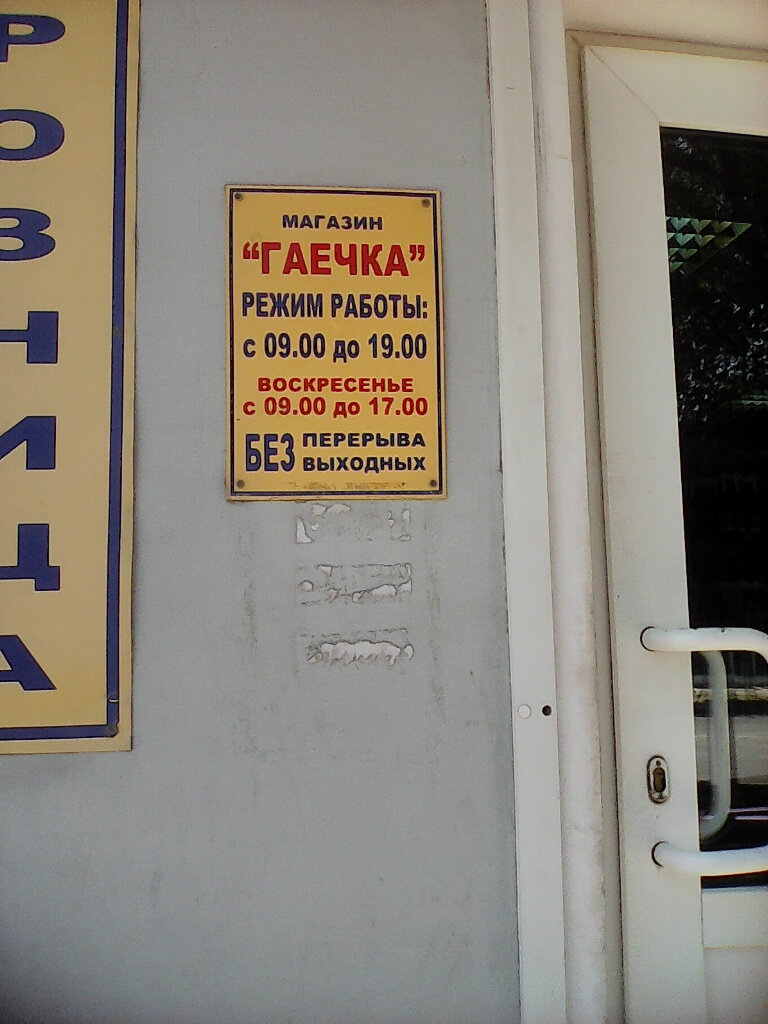 Р
О
З
Н
И
Ц
А
МАГАЗИН
“ГАЕЧКА”
РЕЖИМ РАБОТЫ:
с 09.00 до 19.00
ВОСКРЕСЕНЬЕ
с 09.00 до 17.00
БЕЗ ПЕРЕРЫВА
ВЫХОДНЫХ